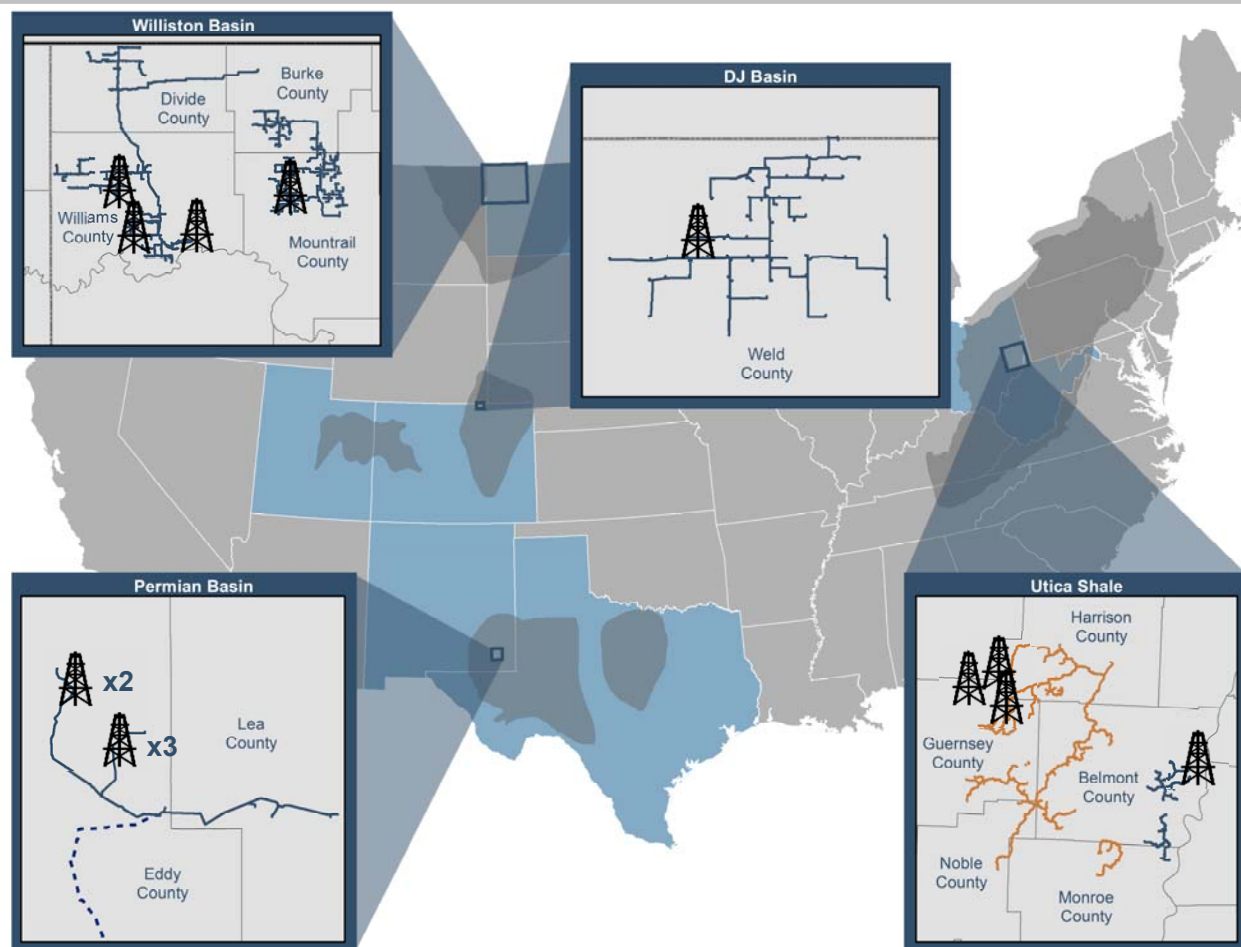 Williston Basin
Burke
County
Divide
County
Williams
County
Mountrail
County
DJ Basin
Weld
County
Permian Basin
x2
x3
Lea
County
Eddy
County
Utica Shale
Harrison
County
Guernsey
County
Belmont
County
Noble
County
Monroe
County